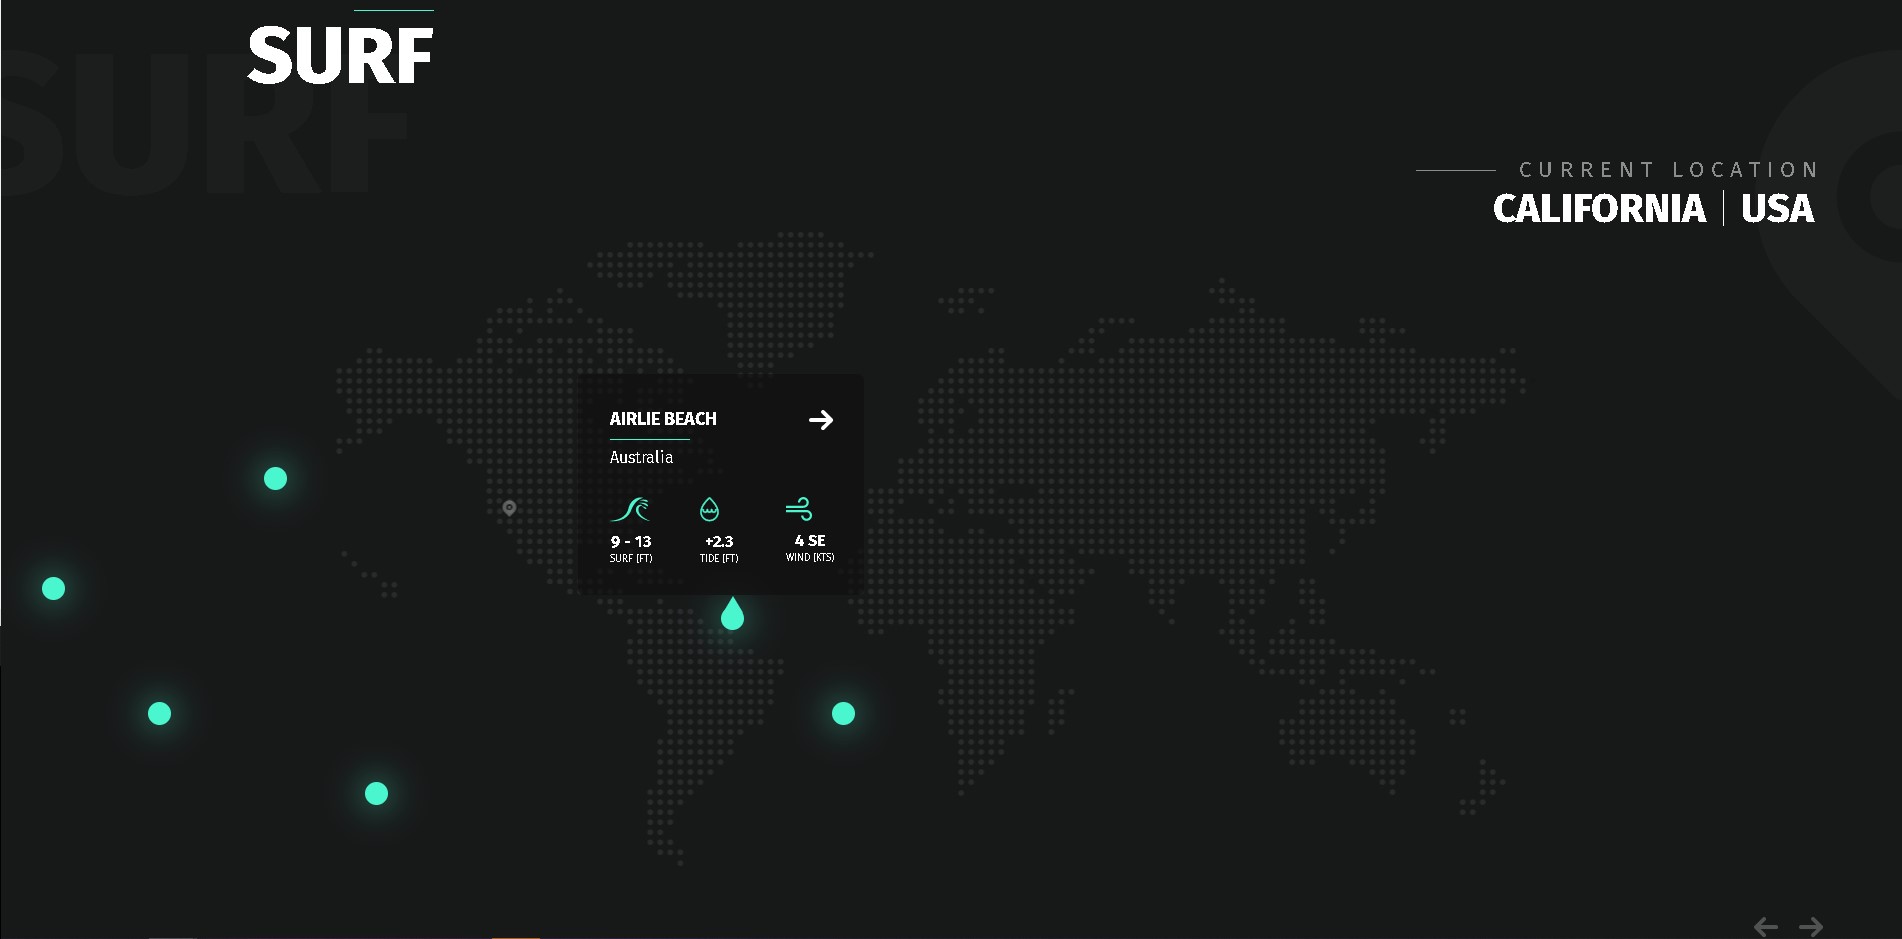 SURF
SURF
CURRENT LOCATION
CALIFORNIA | USA
AIRLIE BEACH
Australia
9 - 13
SURF (FT)
+2.3
TIDE (FT)
4 SE
WIND (KTS)